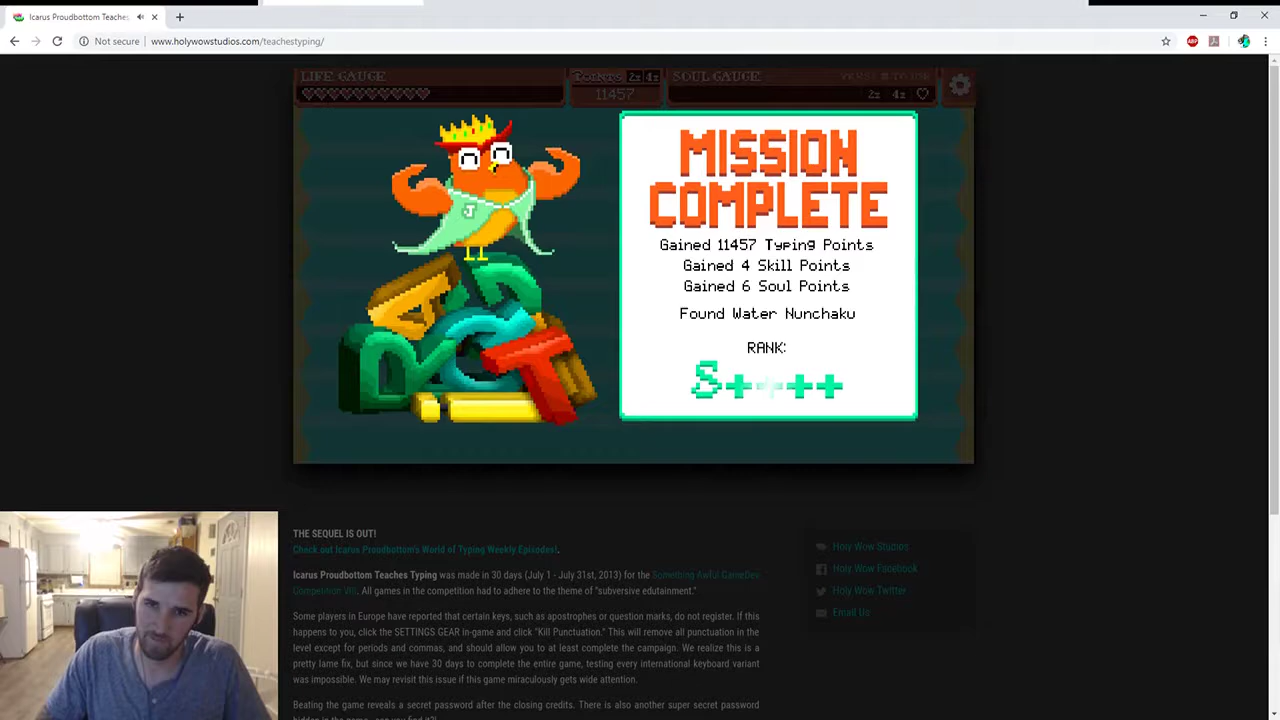 Icarus Proudbottom Teaches
Not secure
www.holywowstudios.com/teachestyping/
LIFE GAUGE
POINTS 2x 4x
11457
SOUL GAUGE
2x 4x
MISSION
COMPLETE
Gained 11457 Typing Points
Gained 4 Skill Points
Gained 6 Soul Points
Found Water Nunchaku
RANK:
S++++
THE SEQUEL IS OUT!
Check out Icarus Proudbottom's World of Typing Weekly Episodes!.
Icarus Proudbottom Teaches Typing was made in 30 days (July 1 - July 31st, 2013) for the Something Awful GameDev
Competition VIII. All games in the competition had to adhere to the theme of "subversive edutainment."
Some players in Europe have reported that certain keys, such as apostrophes or question marks, do not register. If this
happens to you, click the SETTINGS GEAR in-game and click "Kill Punctuation." This will remove all punctuation in the
level except for periods and commas, and should allow you to at least complete the campaign. We realize this is a
pretty lame fix, but since we have 30 days to complete the entire game, testing every international keyboard variant
was impossible. We may revisit this issue if this game miraculously gets wide attention.
Beating the game reveals a secret password after the closing credits. There is also another super secret password
Holy Wow Studios
Holy Wow Facebook
Holy Wow Twitter
Email Us